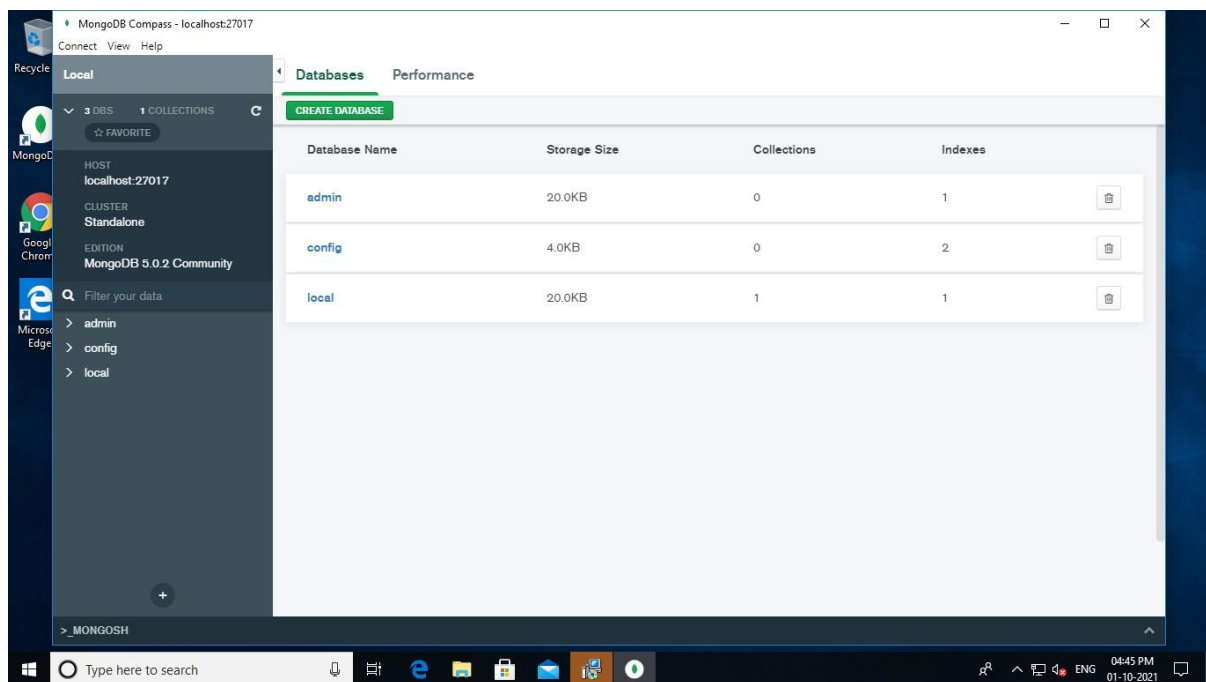 MongoDB Compass - localhost:27017
Connect View Help
Recycle
Local
Databases Performance
3 DBS 1 COLLECTIONS
CREATE DATABASE
FAVORITE
MongoD
Database Name Storage Size Collections Indexes
HOST
localhost:27017
admin 20.0KB 0 1
CLUSTER
Standalone
Googl
Chrom
EDITION
MongoDB 5.0.2 Community
config 4.0KB 0 2
Filter your data
local 20.0KB 1 1
Microso
Edge
admin
config
local
>_MONGOSH
Type here to search
ENG
04:45 PM
01-10-2021